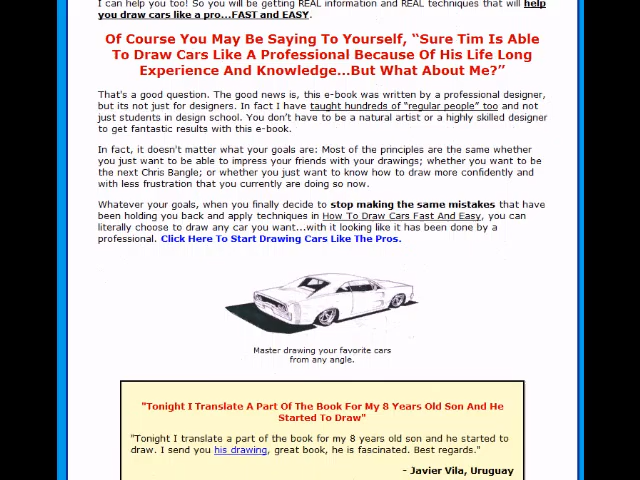 I can help you too! So you will be getting REAL information and REAL techniques that will help
you draw cars like a pro...FAST and EASY.
Of Course You May Be Saying To Yourself, “Sure Tim Is Able
To Draw Cars Like A Professional Because Of His Life Long
Experience And Knowledge...But What About Me?”
That's a good question. The good news is, this e-book was written by a professional designer,
but its not just for designers. In fact I have taught hundreds of “regular people” too and not
just students in design school. You don’t have to be a natural artist or a highly skilled designer
to get fantastic results with this e-book.
In fact, it doesn't matter what your goals are: Most of the principles are the same whether
you just want to be able to impress your friends with your drawings; whether you want to be
the next Chris Bangle; or whether you just want to know how to draw more confidently and
with less frustration that you currently are doing so now.
Whatever your goals, when you finally decide to stop making the same mistakes that have
been holding you back and apply techniques in How To Draw Cars Fast And Easy, you can
literally choose to draw any car you want...with it looking like it has been done by a
professional. Click Here To Start Drawing Cars Like The Pros.
Master drawing your favorite cars
from any angle.
"Tonight I Translate A Part Of The Book For My 8 Years Old Son And He
Started To Draw"
"Tonight I translate a part of the book for my 8 years old son and he started to
draw. I send you his drawing, great book, he is fascinated. Best regards."
- Javier Vila, Uruguay